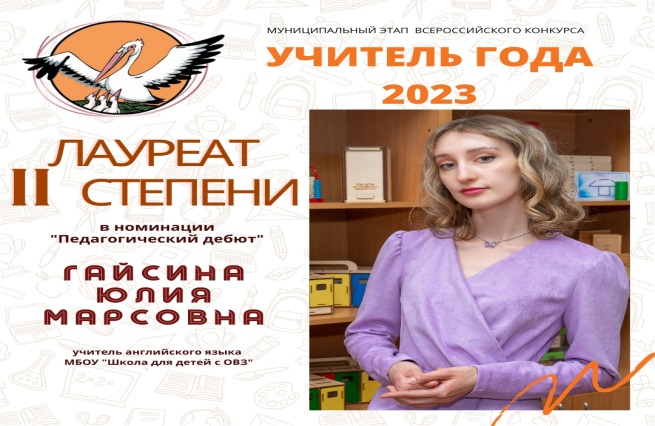 МУНИЦИПАЛЬНЫЙ ЭТАП ВСЕРОССИЙСКОГО КОНКУРСА
УЧИТЕЛЬ ГОДА
2023
ЛАУРЕАТ
II СТЕПЕНИ
в номинации
"Педагогический дебют"
ГАЙСИНА
ЮЛИЯ
МАРСОВНА
учитель английского языка
МБОУ "Школа для детей с ОВЗ"